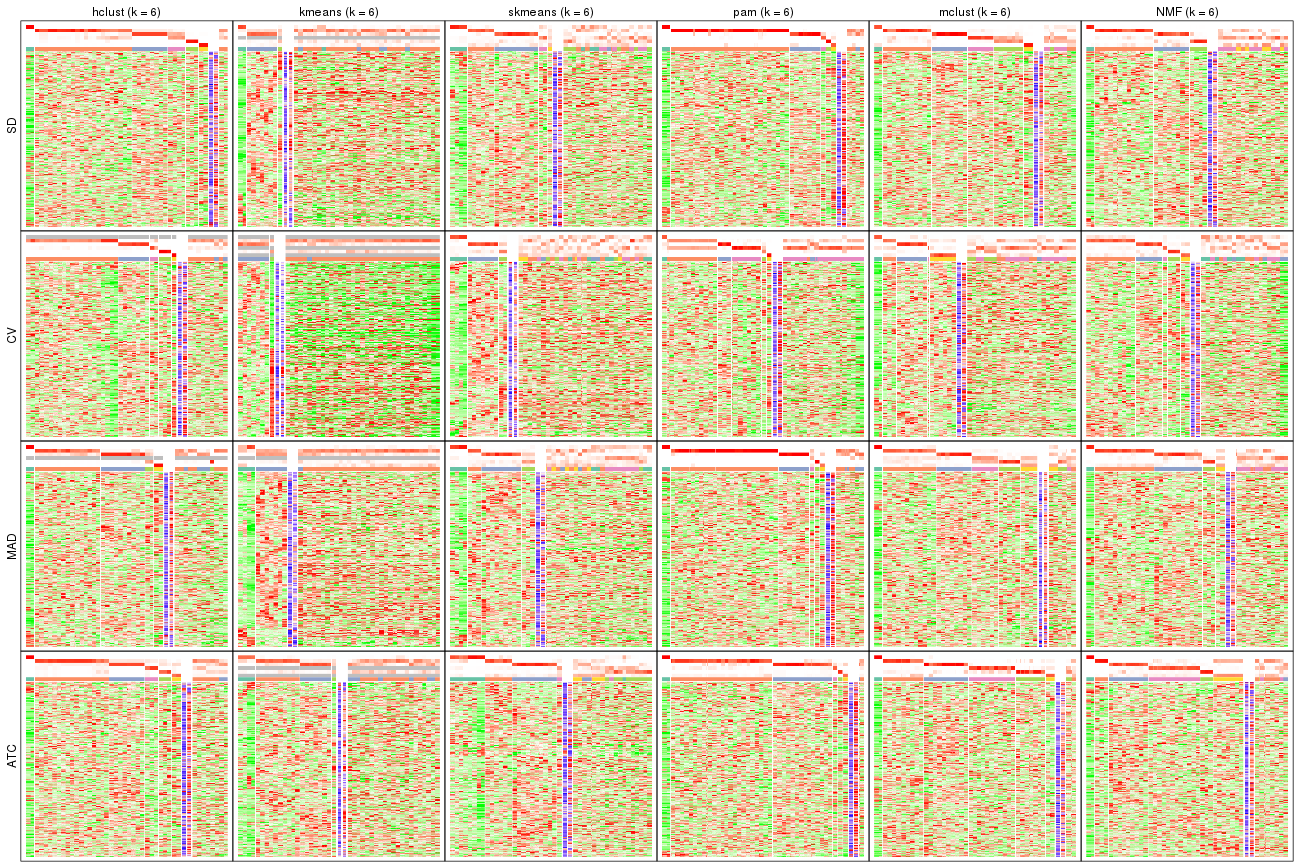 hclust (k = 6) kmeans (k = 6) skmeans (k = 6) pam (k = 6) mclust (k = 6) NMF (k = 6)
SD
CV
MAD
ATC